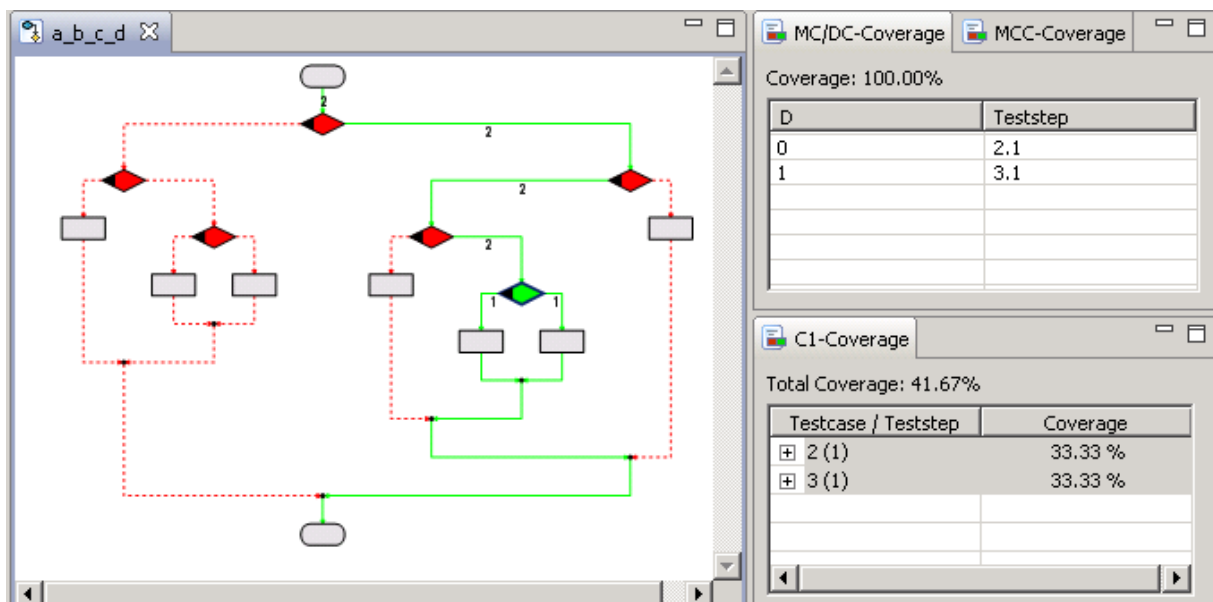 a_b_c_d
2
2
2
2
1 1
MC/DC-Coverage MCC-Coverage
Coverage: 100.00%
D Teststep
0 2.1
1 3.1
C1-Coverage
Total Coverage: 41.67%
Testcase / Teststep Coverage
2 (1) 33.33 %
3 (1) 33.33 %